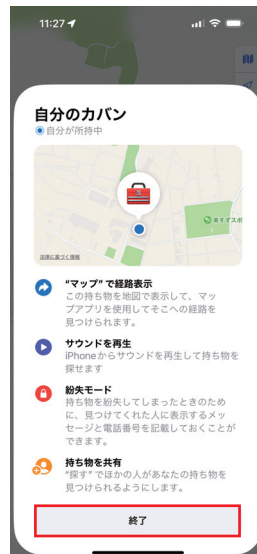 11:27
自分のカバン
自分が所持中
あすすスポ
法律に基づく情報
“マップ”で経路表示
この持ち物を地図で表示して、マッ
プアプリを使用してそこへの経路を
見つけられます。
サウンドを再生
iPhoneからサウンドを再生して持ち物を
探せます
紛失モード
持ち物を紛失してしまったときのため
に、見つけてくれた人に表示するメッ
セージと電話番号を記載しておくことが
できます。
持ち物を共有
“探す”でほかの人があなたの持ち物を
見つけられるようにします。
終了